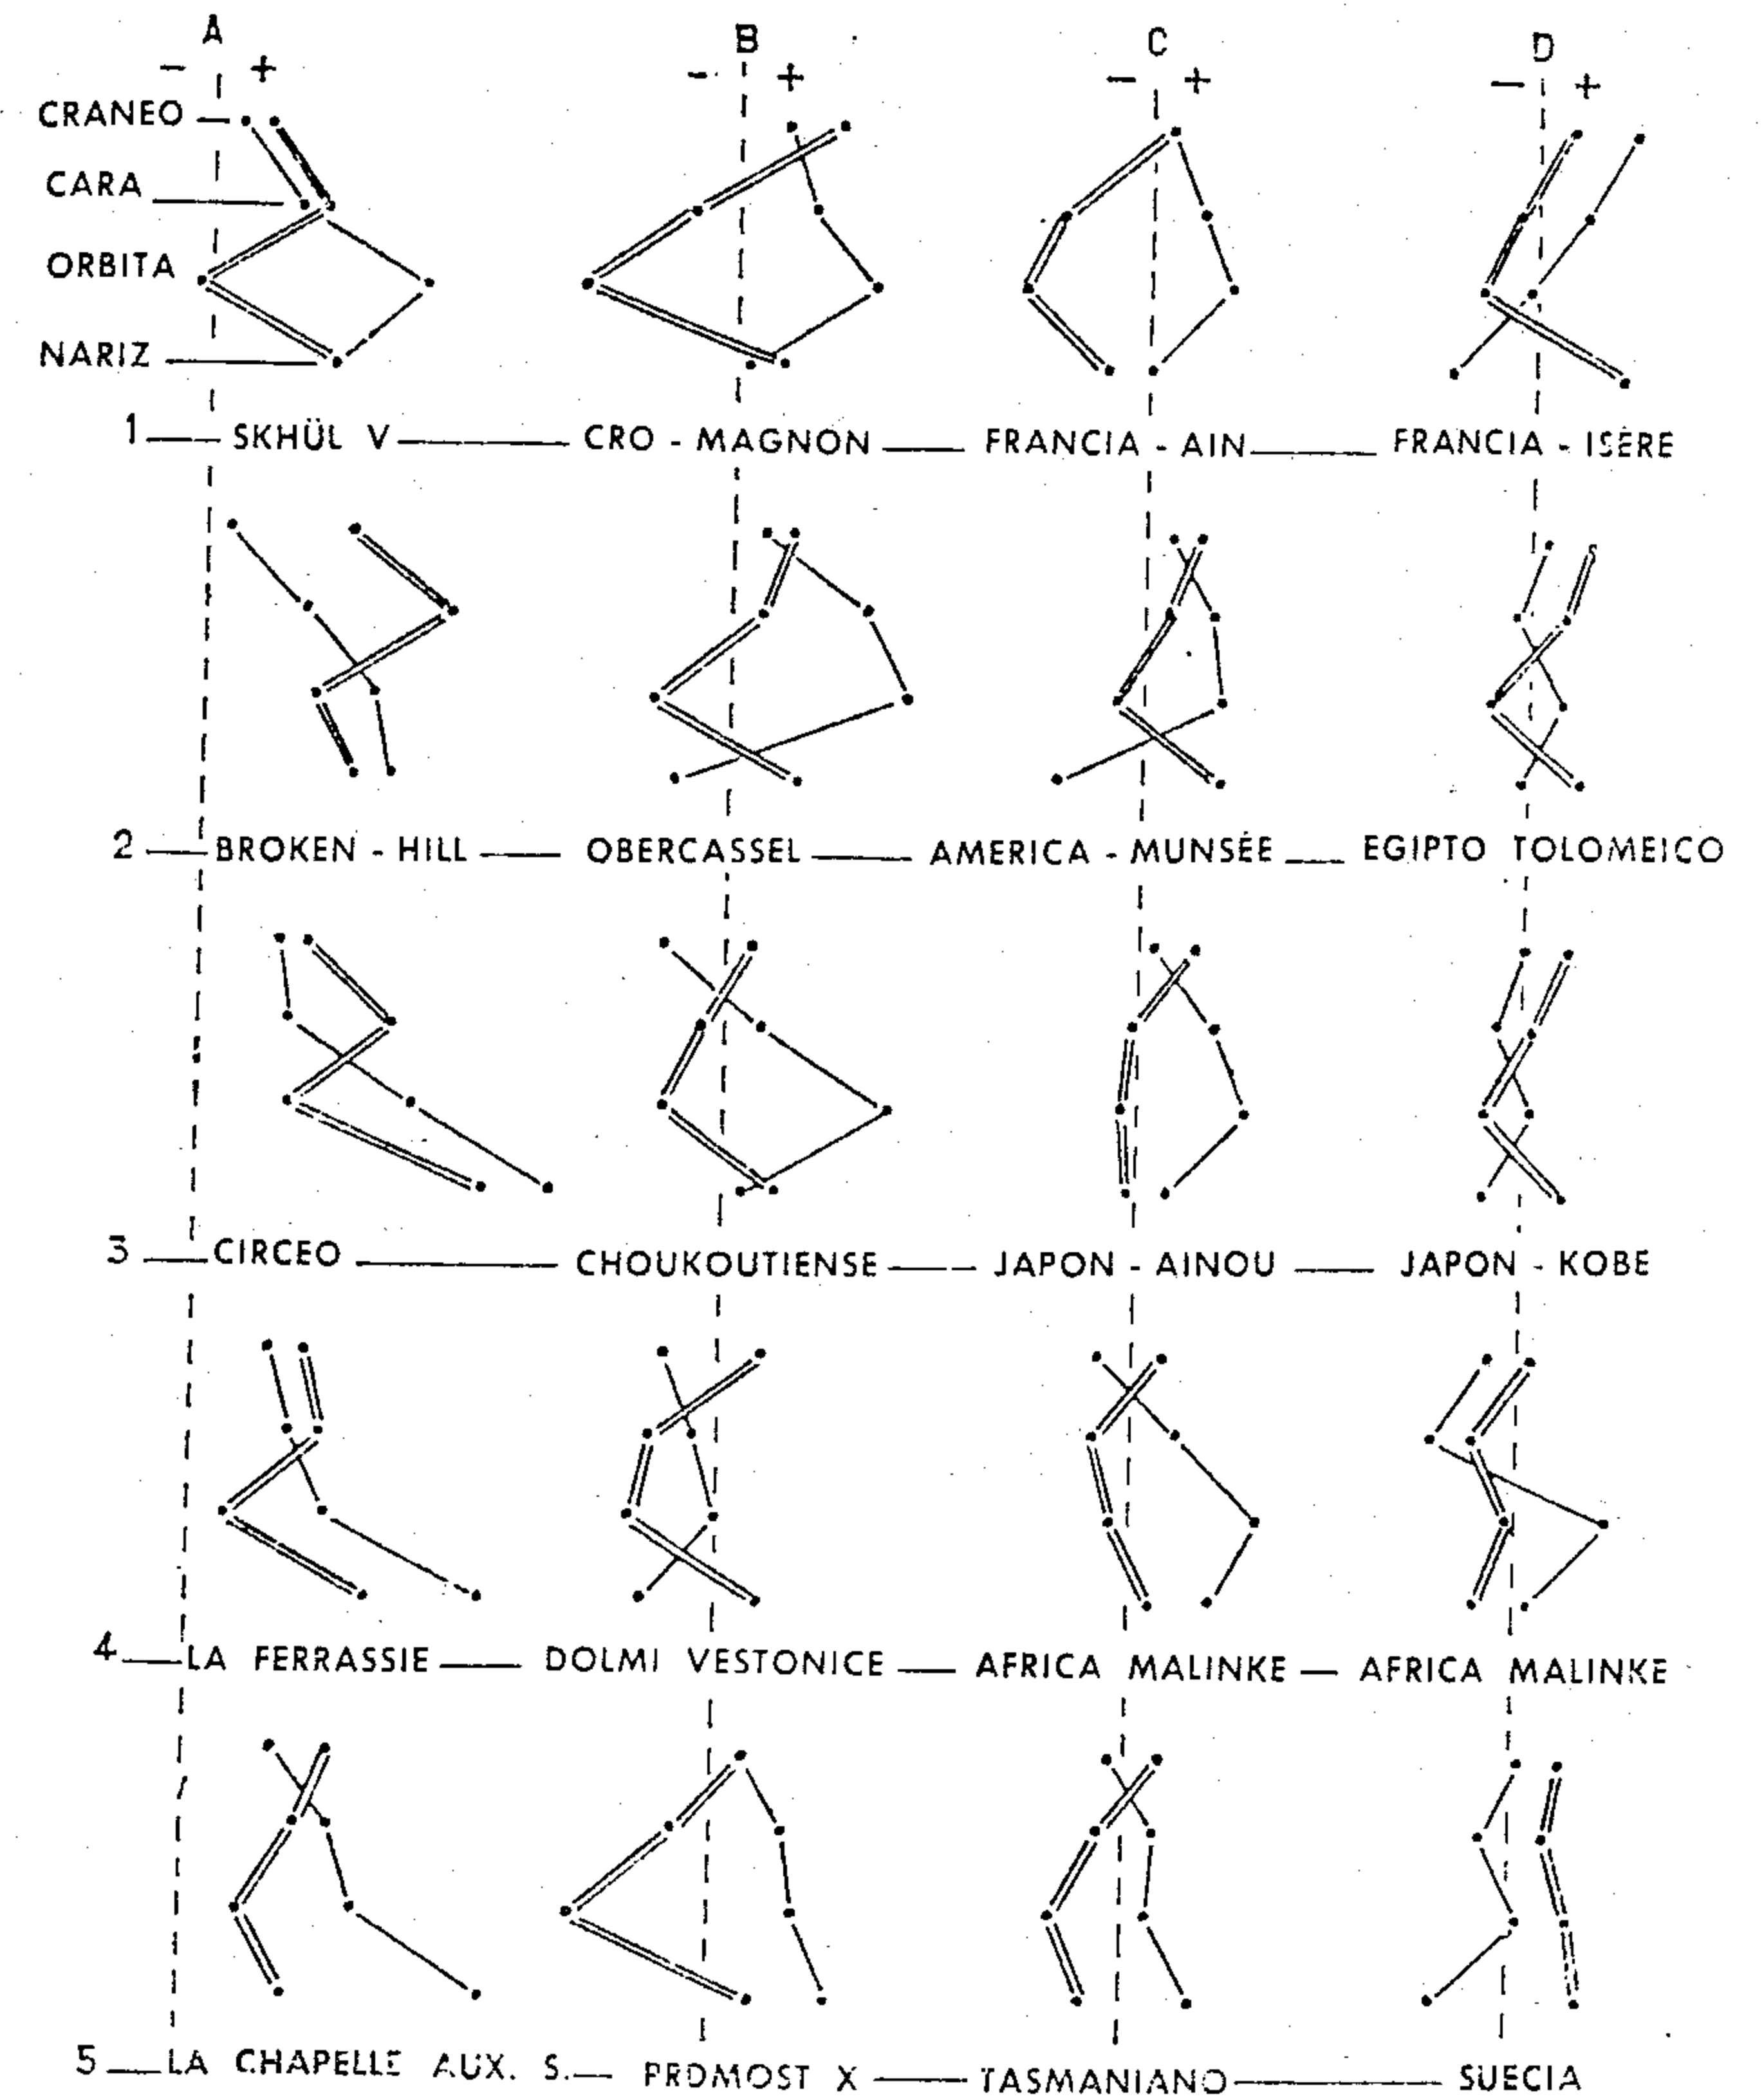 A B C D
- + - + - + - +
CRANEO
CARA
ORBITA
NARIZ
1 — SKHÜL V — CRO - MAGNON — FRANCIA - AIN — FRANCIA - ISÈRE
2 — BROKEN - HILL — OBERCASSEL — AMERICA - MUNSÉE — EGIPTO TOLOMEICO
3 — CIRCEO — CHOUKOUTIENSE — JAPON - AINOU — JAPON - KOBE
4 — LA FERRASSIE — DOLMI VESTONICE — AFRICA MALINKE — AFRICA MALINKE
5 — LA CHAPELLE AUX. S. — PRDMOST X — TASMANIANO — SUECIA